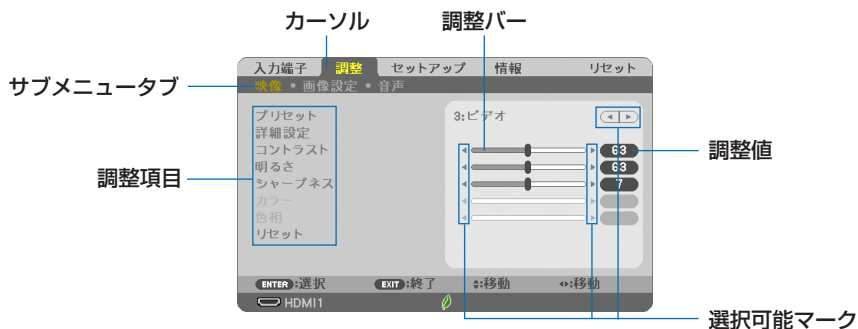 カーソル
調整バー
入力端子 調整 セットアップ 情報 リセット
サブメニュータブ
映像 • 画像設定 • 音声
プリセット
3:ビデオ
詳細設定
コントラスト
63
調整値
明るさ
63
調整項目
シャープネス
7
カラー
色相
リセット
ENTER:選択 EXIT:終了 :移動 :移動
HDMI1
選択可能マーク